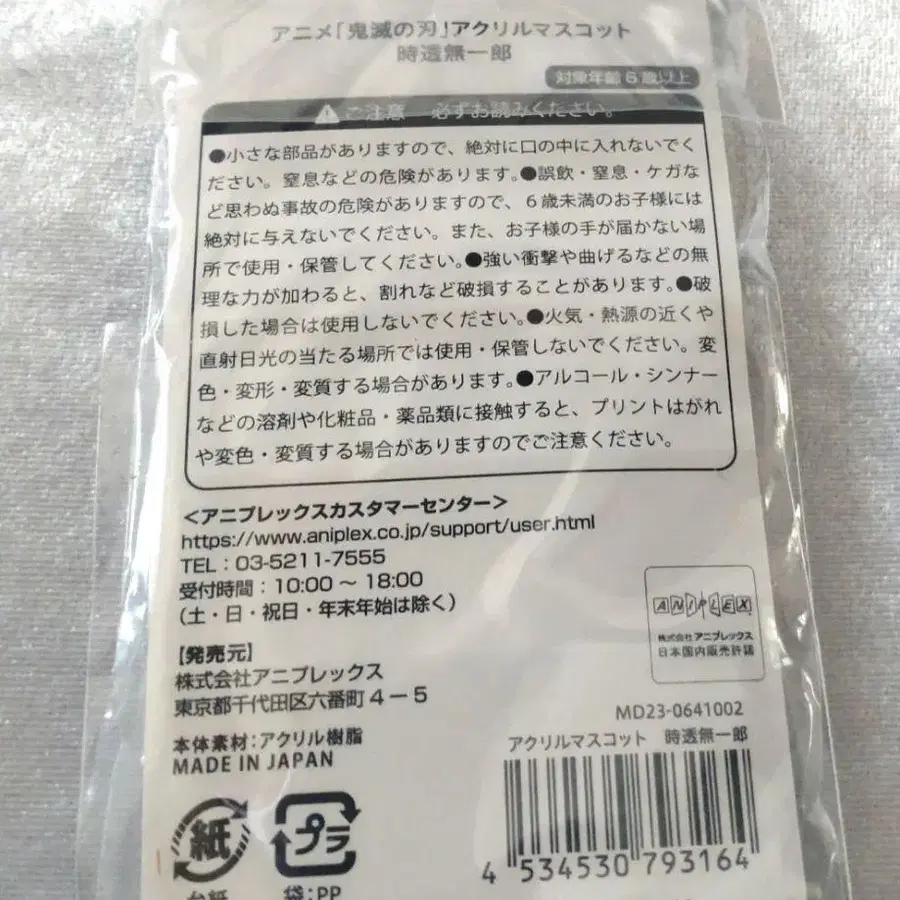 アニメ「鬼滅の刃」アクリルマスコット
時透無一郎
対象年齢6歳以上
ご注意 必ずお読みください。
●小さな部品がありますので、絶対に口の中に入れないでく
ださい。窒息などの危険があります。●誤飲・窒息・ケガな
ど思わぬ事故の危険がありますので、6歳未満のお子様には
絶対に与えないでください。また、お子様の手が届かない場
所で使用・保管してください。●強い衝撃や曲げるなどの無
理な力が加わると、割れなど破損することがあります。●破
損した場合は使用しないでください。●火気・熱源の近くや
直射日光の当たる場所では使用・保管しないでください。変
色・変形・変質する場合があります。●アルコール・シンナー
などの溶剤や化粧品・薬品類に接触すると、プリントはがれ
や変色・変質する場合がありますのでご注意ください。
<アニプレックスカスタマーセンター>
https://www.aniplex.co.jp/support/user.html
TEL:03-5211-7555
受付時間:10:00~18:00
(土・日・祝日・年末年始は除く)
【発売元】
株式会社アニプレックス
東京都千代田区六番町4-5
本体素材:アクリル樹脂
MADE IN JAPAN
ANIPLEX
株式会社アニプレックス
日本国内販売許諾
MD23-0641002
アクリルマスコット 時透無一郎
4 534530 793164
紙
台紙
プラ
袋:PP